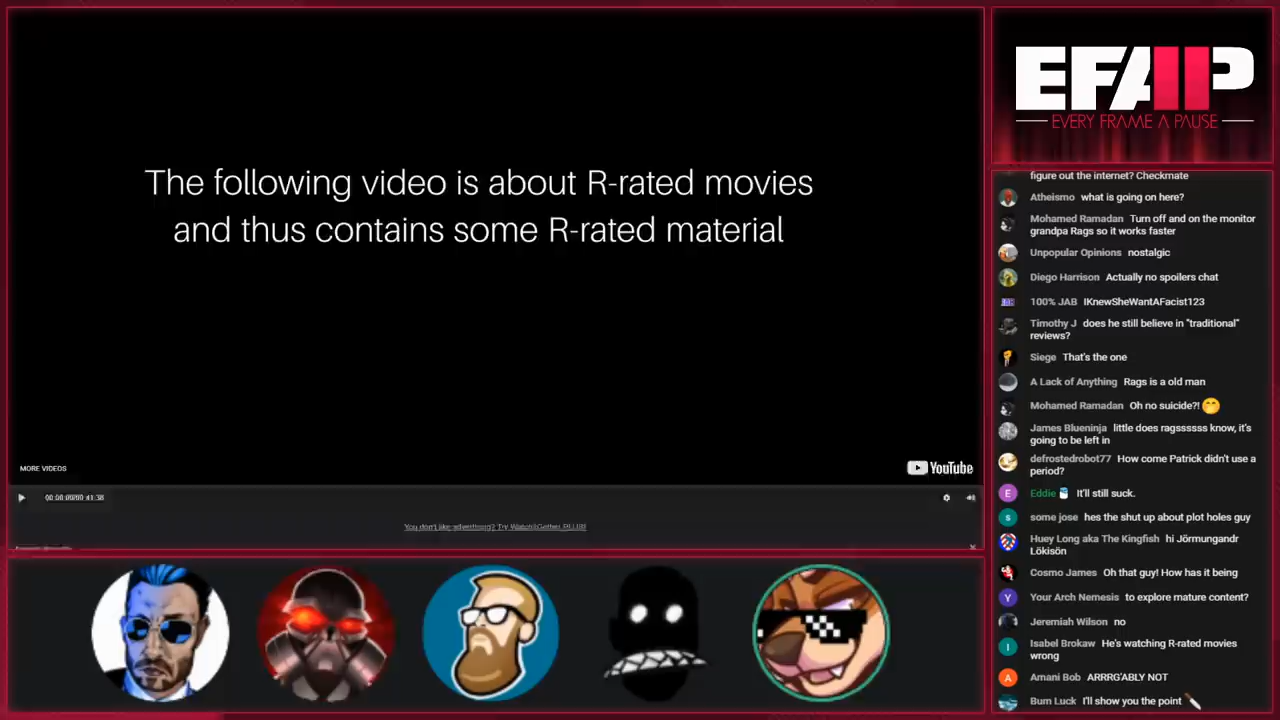 The following video is about R-rated movies
and thus contains some R-rated material
MORE VIDEOS
YouTube
You don't like advertising? Try Watch2Gether PLUS!
EFAP
EVERY FRAME A PAUSE
figure out the internet? Checkmate
Atheismo what is going on here?
Mohamed Ramadan Turn off and on the monitor
grandpa Rags so it works faster
Unpopular Opinions nostalgic
Diego Harrison Actually no spoilers chat
100% JAB IKnewSheWantAFacist123
Timothy J does he still believe in "traditional"
reviews?
Siege That's the one
A Lack of Anything Rags is a old man
Mohamed Ramadan Oh no suicide?! 🤭
James Blueninja little does ragssssss know, it's
going to be left in
defrostedrobot77 How come Patrick didn't use a
period?
Eddie It'll still suck.
some jose hes the shut up about plot holes guy
Huey Long aka The Kingfish hi Jörmungandr
Lökisön
Cosmo James Oh that guy! How has it being
Your Arch Nemesis to explore mature content?
Jeremiah Wilson no
Isabel Brokaw He's watching R-rated movies
wrong
Amani Bob ARRRG'ABLY NOT
Bum Luck I'll show you the point 🔪